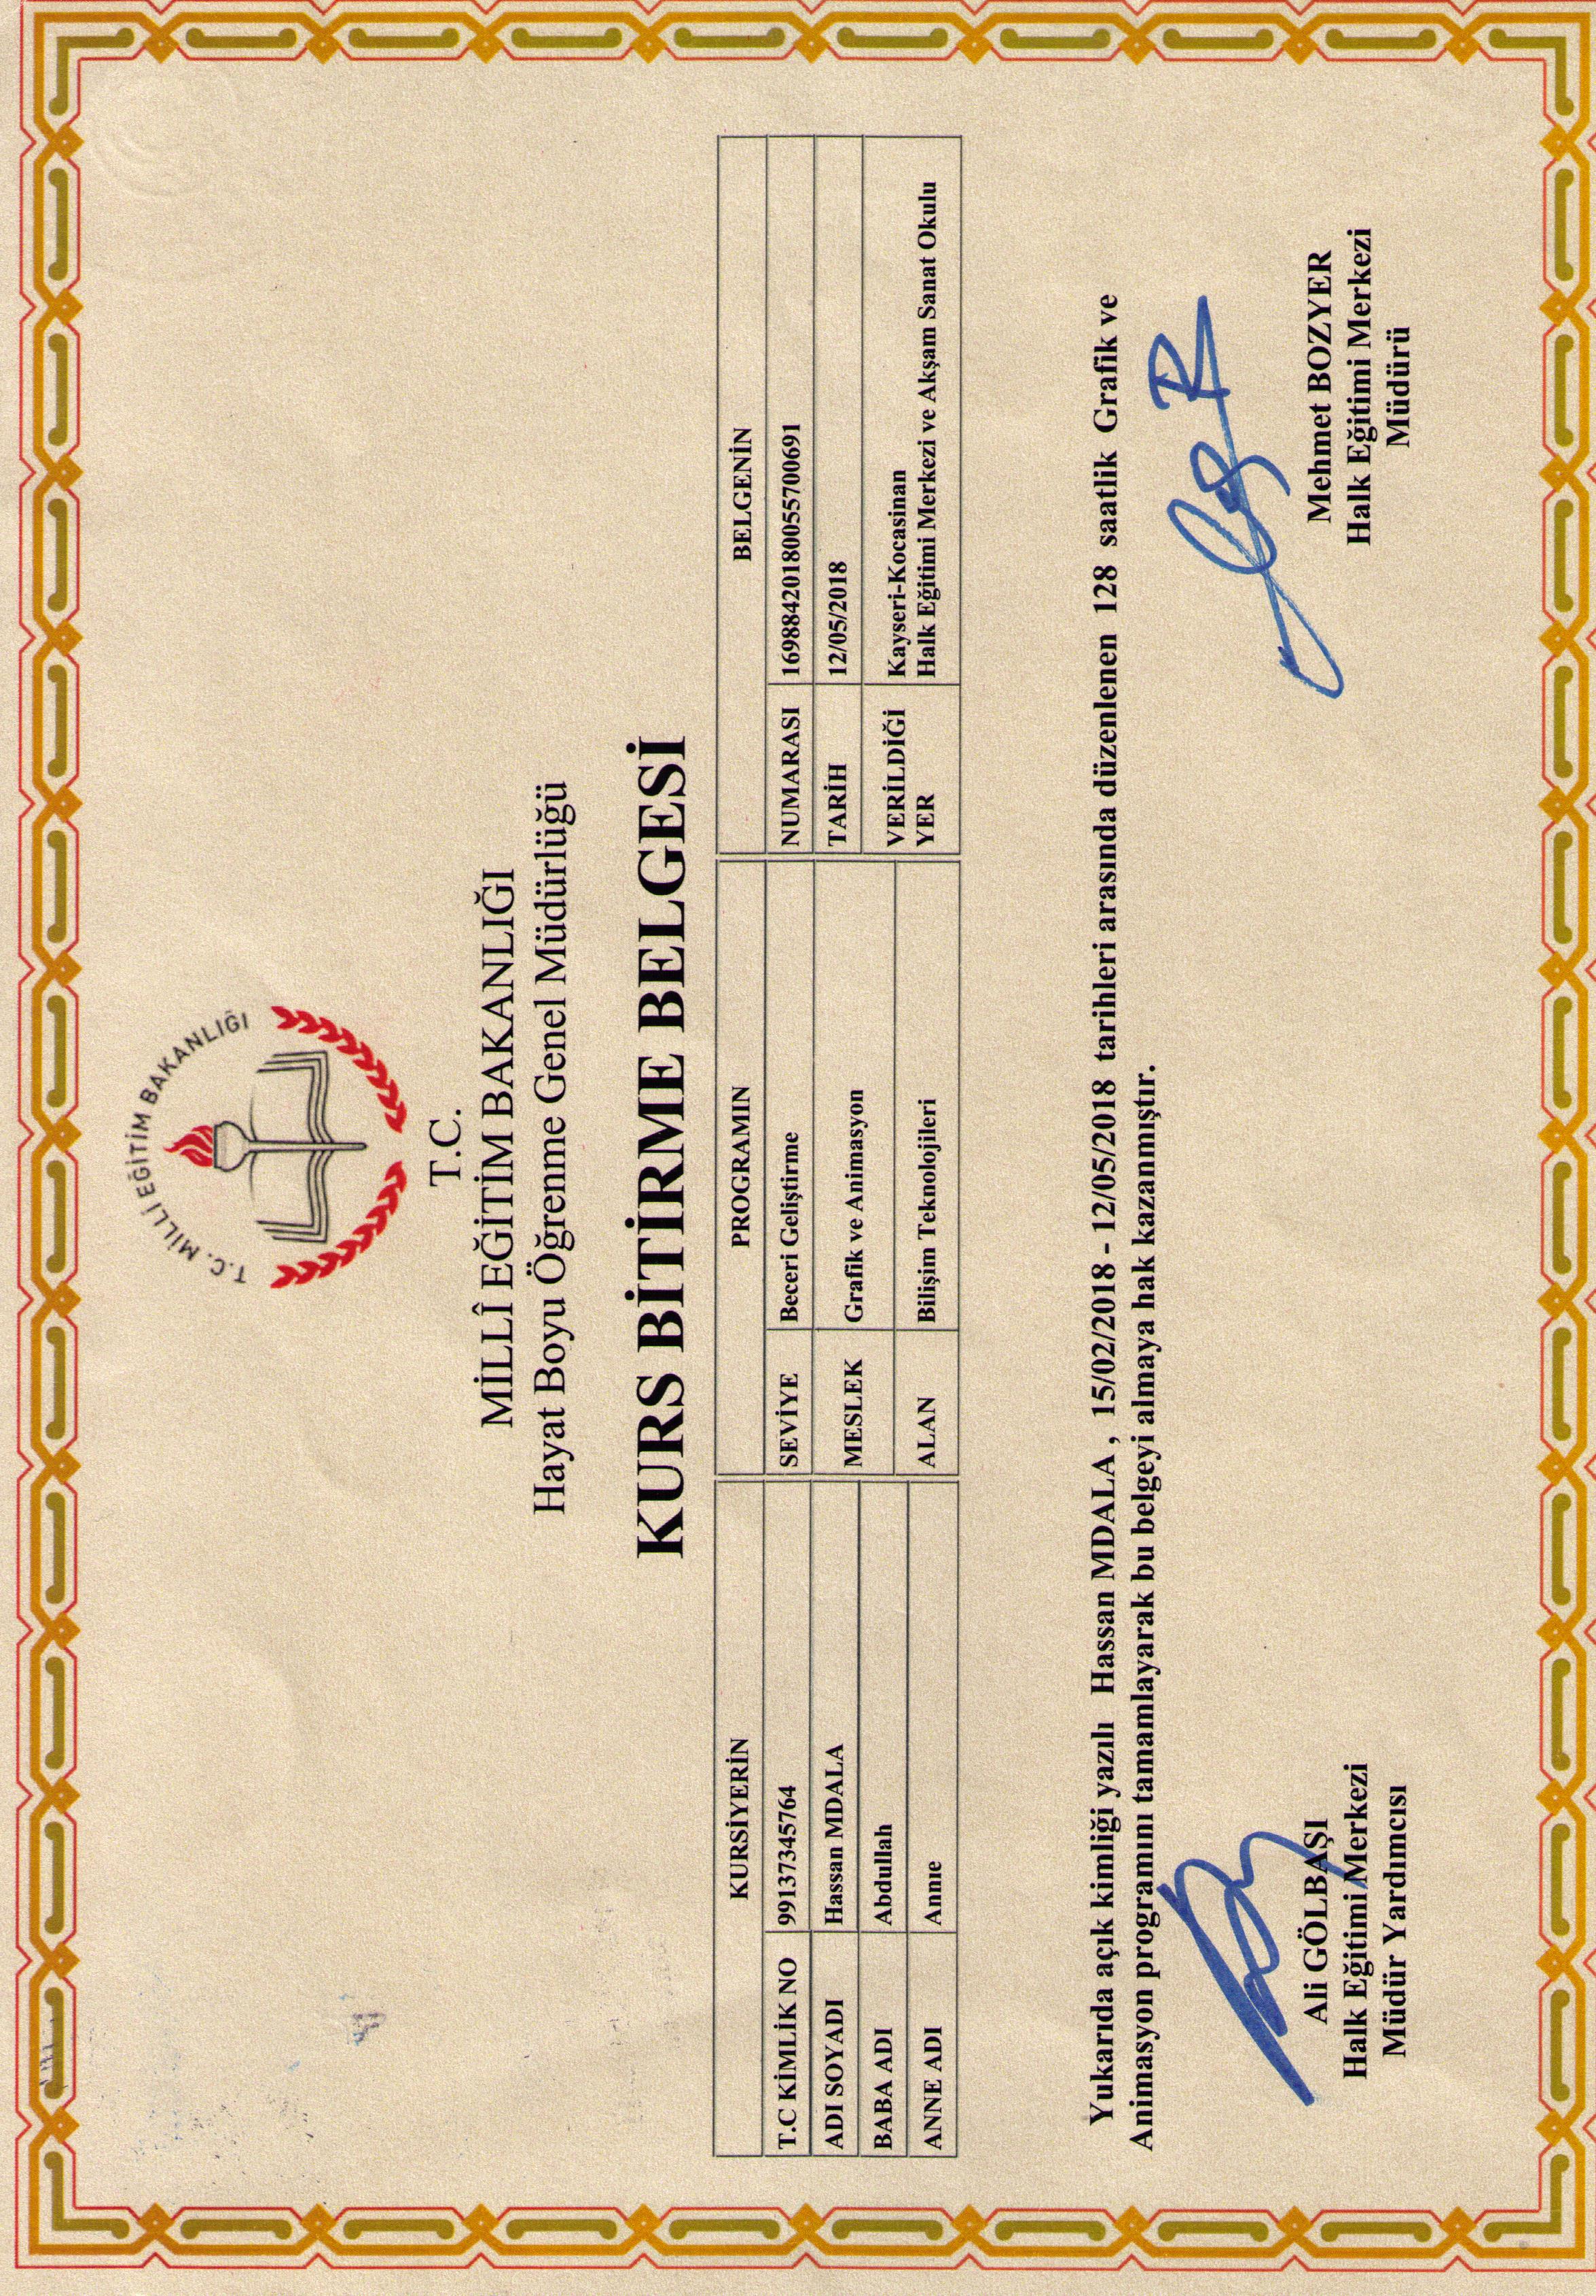 T.C. MİLLİ EĞİTİM BAKANLIĞI
T.C.
MİLLÎ EĞİTİM BAKANLIĞI
Hayat Boyu Öğrenme Genel Müdürlüğü
KURS BİTİRME BELGESİ
KURSİYERİN
T.C KİMLİK NO 99137345764
ADI SOYADI Hassan MDALA
BABA ADI Abdullah
ANNE ADI Annıe
PROGRAMIN
SEVİYE Beceri Geliştirme
MESLEK Grafik ve Animasyon
ALAN Bilişim Teknolojileri
BELGENİN
NUMARASI 16988420180055700691
TARİH 12/05/2018
VERİLDİĞİ Kayseri-Kocasinan
YER Halk Eğitimi Merkezi ve Akşam Sanat Okulu
Yukarıda açık kimliği yazılı Hassan MDALA , 15/02/2018 - 12/05/2018 tarihleri arasında düzenlenen 128 saatlik Grafik ve
Animasyon programını tamamlayarak bu belgeyi almaya hak kazanmıştır.
Ali GÖLBAŞI
Halk Eğitimi Merkezi
Müdür Yardımcısı
Mehmet BOZYER
Halk Eğitimi Merkezi
Müdürü